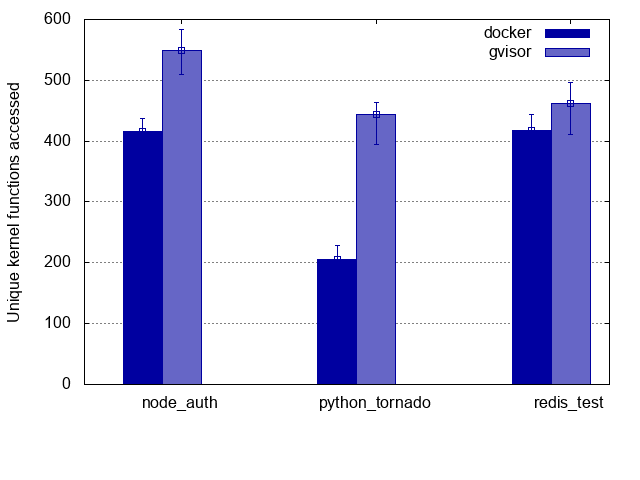 600
500
400
300
200
100
0
Unique kernel functions accessed
docker
gvisor
node_auth
python_tornado
redis_test